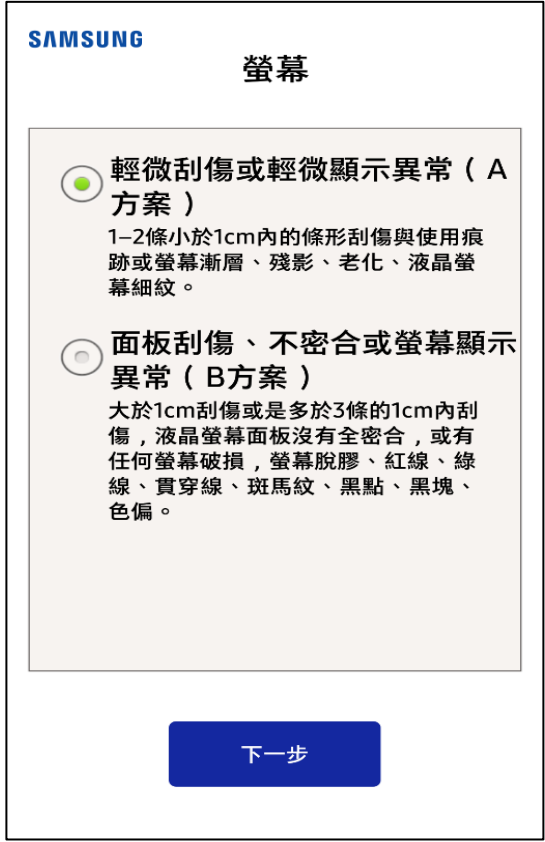 SAMSUNG
螢幕
輕微刮傷或輕微顯示異常（A
方案）
1–2條小於1cm內的條形刮傷與使用痕
跡或螢幕漸層、殘影、老化、液晶螢
幕細紋。
面板刮傷、不密合或螢幕顯示
異常（B方案）
大於1cm刮傷或是多於3條的1cm內刮
傷，液晶螢幕面板沒有全密合，或有
任何螢幕破損，螢幕脫膠、紅線、綠
線、貫穿線、斑馬紋、黑點、黑塊、
色偏。
下一步